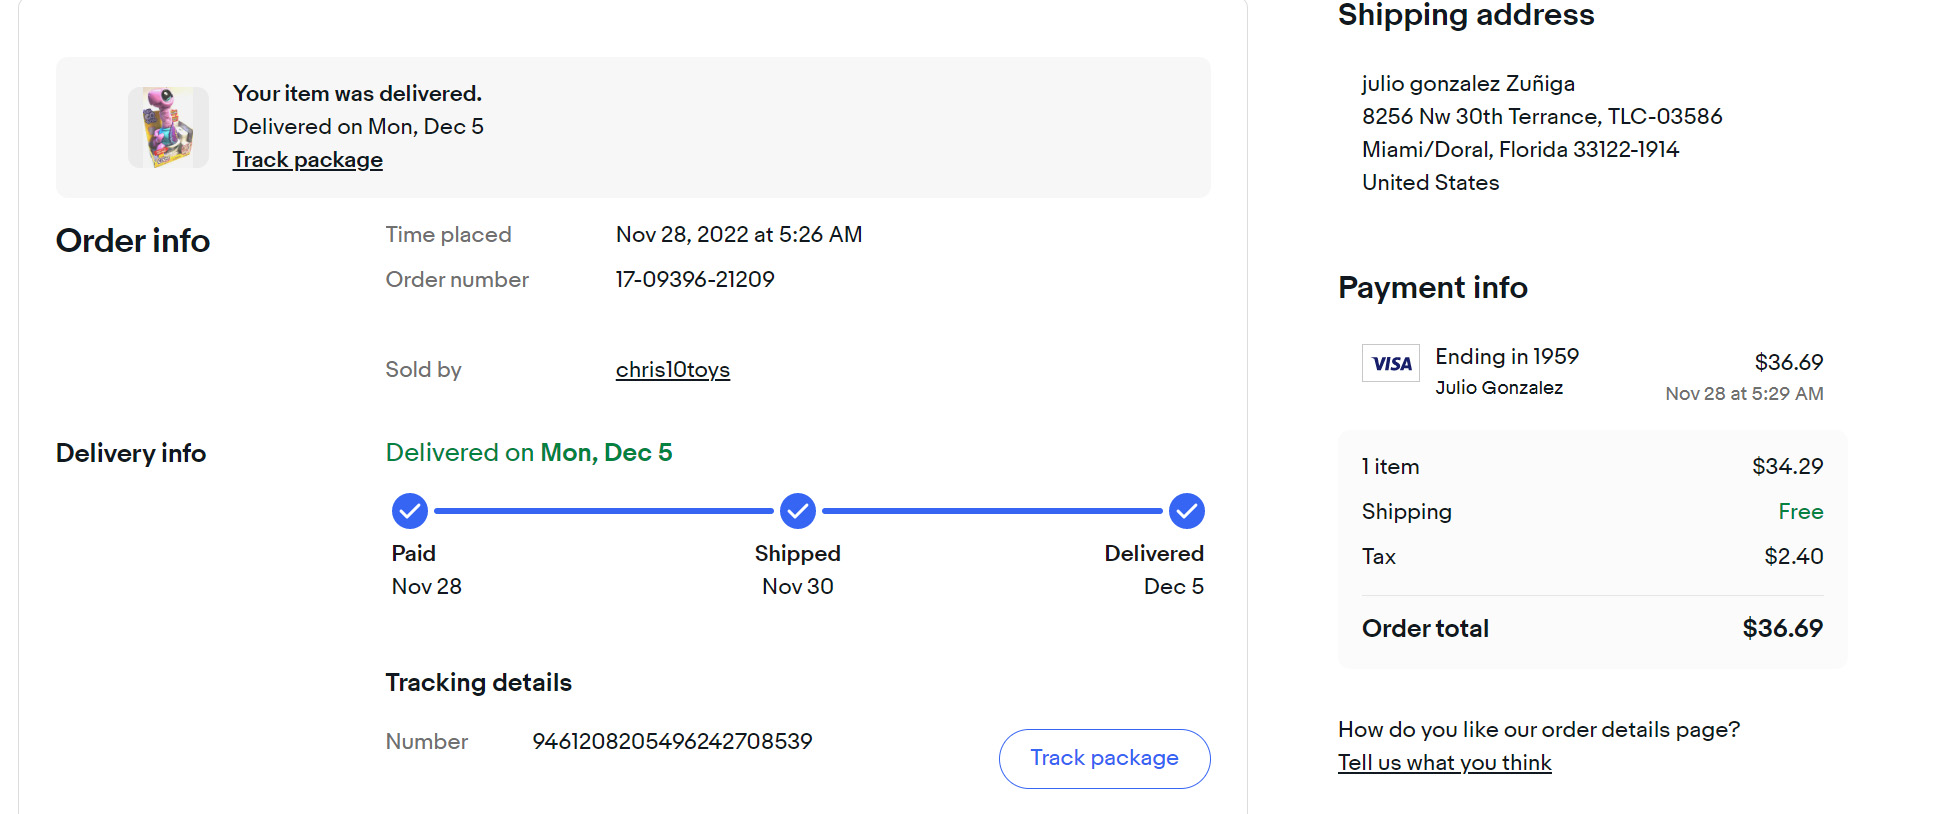 Your item was delivered.
Delivered on Mon, Dec 5
Track package
Order info
Time placed Nov 28, 2022 at 5:26 AM
Order number 17-09396-21209
Sold by chris10toys
Delivery info
Delivered on Mon, Dec 5
Paid Shipped Delivered
Nov 28 Nov 30 Dec 5
Tracking details
Number 9461208205496242708539
Track package
Shipping address
julio gonzalez Zuñiga
8256 Nw 30th Terrance, TLC-03586
Miami/Doral, Florida 33122-1914
United States
Payment info
VISA Ending in 1959 $36.69
Julio Gonzalez Nov 28 at 5:29 AM
1 item $34.29
Shipping Free
Tax $2.40
Order total $36.69
How do you like our order details page?
Tell us what you think